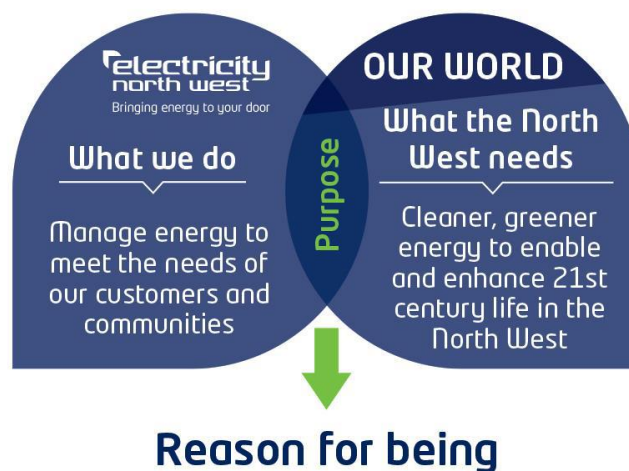 electricity
north west
Bringing energy to your door
What we do
Manage energy to
meet the needs of
our customers and
communities
Purpose
OUR WORLD
What the North
West needs
Cleaner, greener
energy to enable
and enhance 21st
century life in the
North West
Reason for being